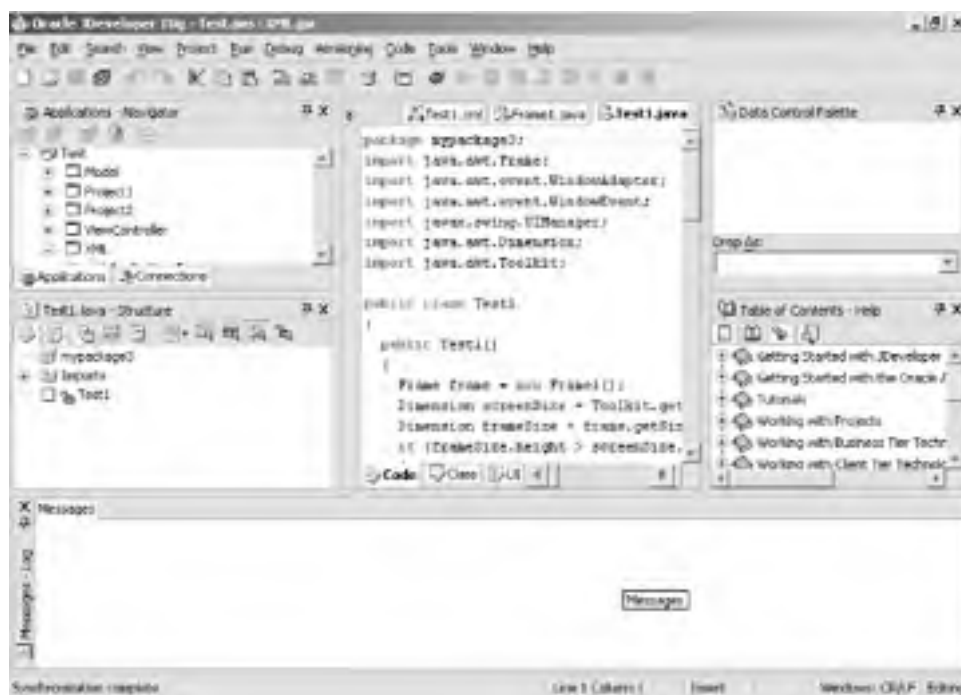 Oracle JDeveloper 10g - Test.jws : XML.jpr
File Edit Search View Project Run Debug Versioning Code Tools Window Help
Applications - Navigator
Test
Model
Project1
Project2
ViewController
XML
Applications Connections
Test1.java - Structure
mypackage3
Imports
Test1
Test1.xml Frame1.java Test1.java
package mypackage3;
import java.awt.Frame;
import java.awt.event.WindowAdapter;
import java.awt.event.WindowEvent;
import javax.swing.UIManager;
import java.awt.Dimension;
import java.awt.Toolkit;
public class Test1
{
public Test1()
{
Frame frame = new Frame1();
Dimension screenSize = Toolkit.get
Dimension frameSize = frame.getSiz
if (frameSize.height > screenSize.
Code Class UI
Data Control Palette
Drop As:
Table of Contents - Help
Getting Started with JDeveloper
Getting Started with the Oracle A
Tutorials
Working with Projects
Working with Business Tier Techn
Working with Client Tier Technolo
Messages
Messages - Log
Messages
Synchronization complete
Line 1 Column 1 Insert Windows: CR/LF Editing